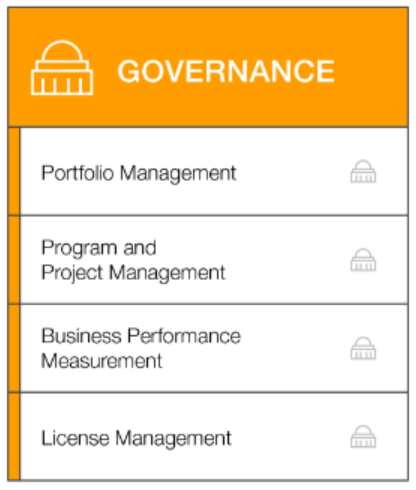 GOVERNANCE
Portfolio Management
Program and
Project Management
Business Performance
Measurement
License Management